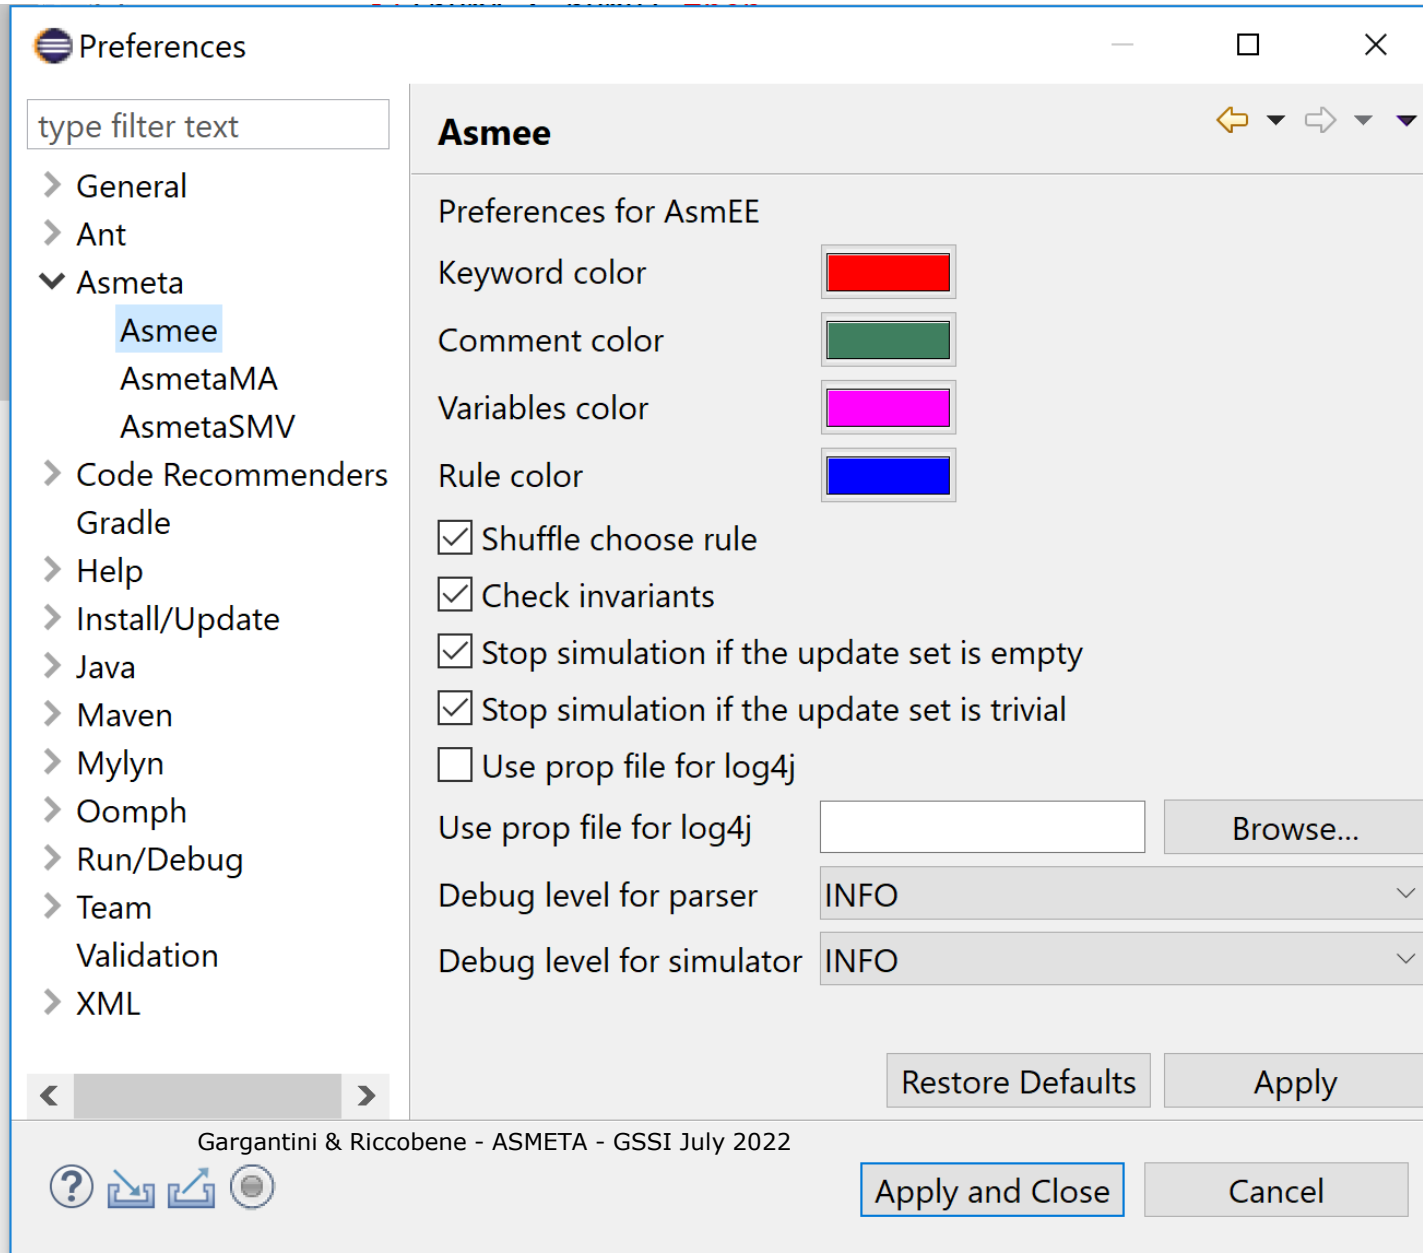 Preferences
type filter text
General
Ant
Asmeta
Asmee
AsmetaMA
AsmetaSMV
Code Recommenders
Gradle
Help
Install/Update
Java
Maven
Mylyn
Oomph
Run/Debug
Team
Validation
XML
Asmee
Preferences for AsmEE
Keyword color
Comment color
Variables color
Rule color
Shuffle choose rule
Check invariants
Stop simulation if the update set is empty
Stop simulation if the update set is trivial
Use prop file for log4j
Use prop file for log4j Browse...
Debug level for parser INFO
Debug level for simulator INFO
Restore Defaults Apply
Gargantini & Riccobene - ASMETA - GSSI July 2022
Apply and Close Cancel